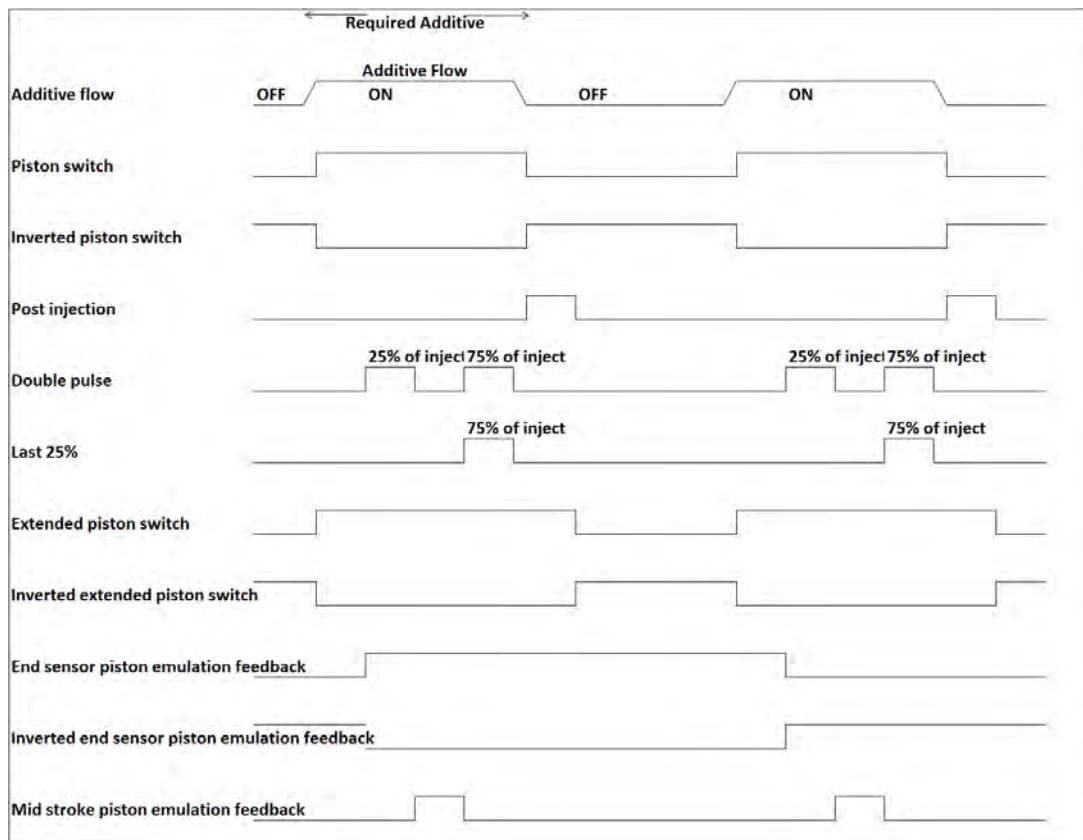 Required Additive
Additive Flow
Additive flow
OFF
ON
OFF
ON
Piston switch
Inverted piston switch
Post injection
25% of inject
75% of inject
25% of inject
75% of inject
Double pulse
75% of inject
75% of inject
Last 25%
Extended piston switch
Inverted extended piston switch
End sensor piston emulation feedback
Inverted end sensor piston emulation feedback
Mid stroke piston emulation feedback